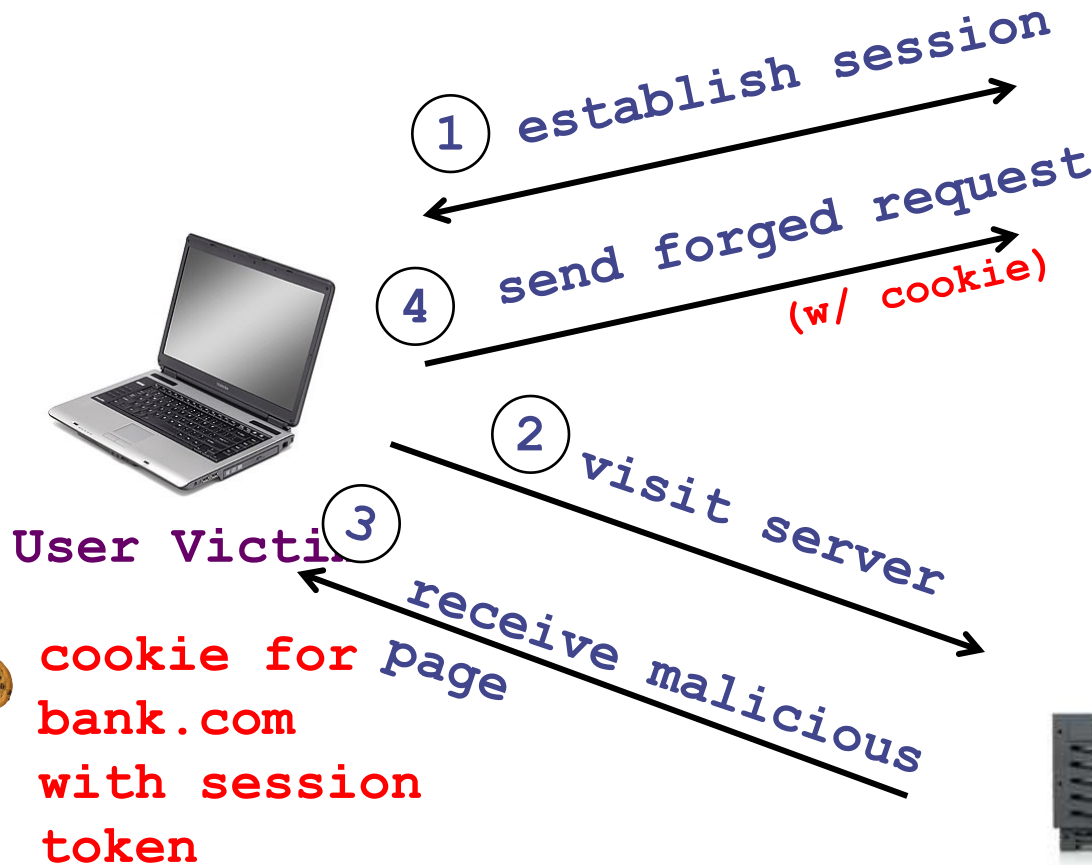 1 establish session
4 send forged request
(w/ cookie)
2 visit server
3
User Victi
receive malicious
page
cookie for
bank.com
with session
token